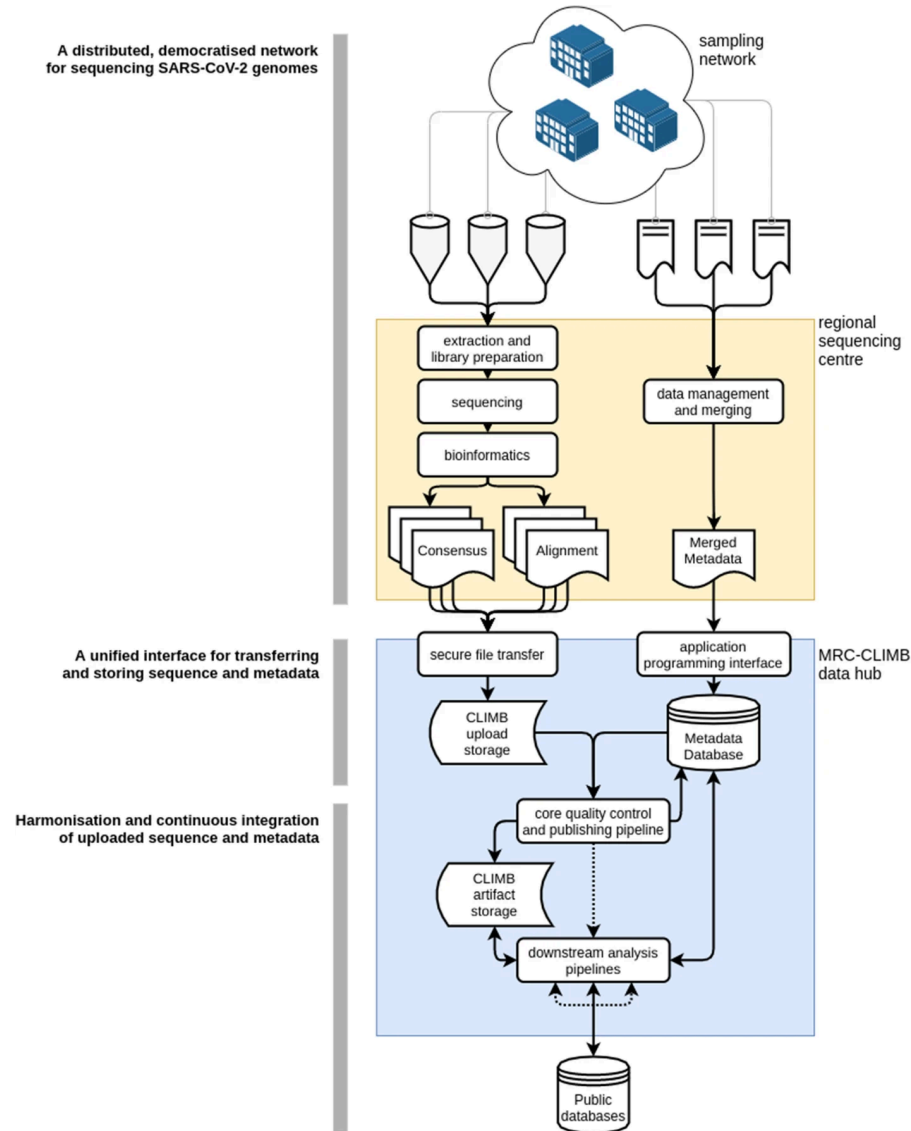 A distributed, democratised network
for sequencing SARS-CoV-2 genomes
sampling
network
regional
sequencing
centre
extraction and
library preparation
sequencing
bioinformatics
data management
and merging
Consensus
Alignment
Merged
Metadata
A unified interface for transferring
and storing sequence and metadata
secure file transfer
application
programming interface
MRC-CLIMB
data hub
CLIMB
upload
storage
Metadata
Database
Harmonisation and continuous integration
of uploaded sequence and metadata
core quality control
and publishing pipeline
CLIMB
artifact
storage
downstream analysis
pipelines
Public
databases